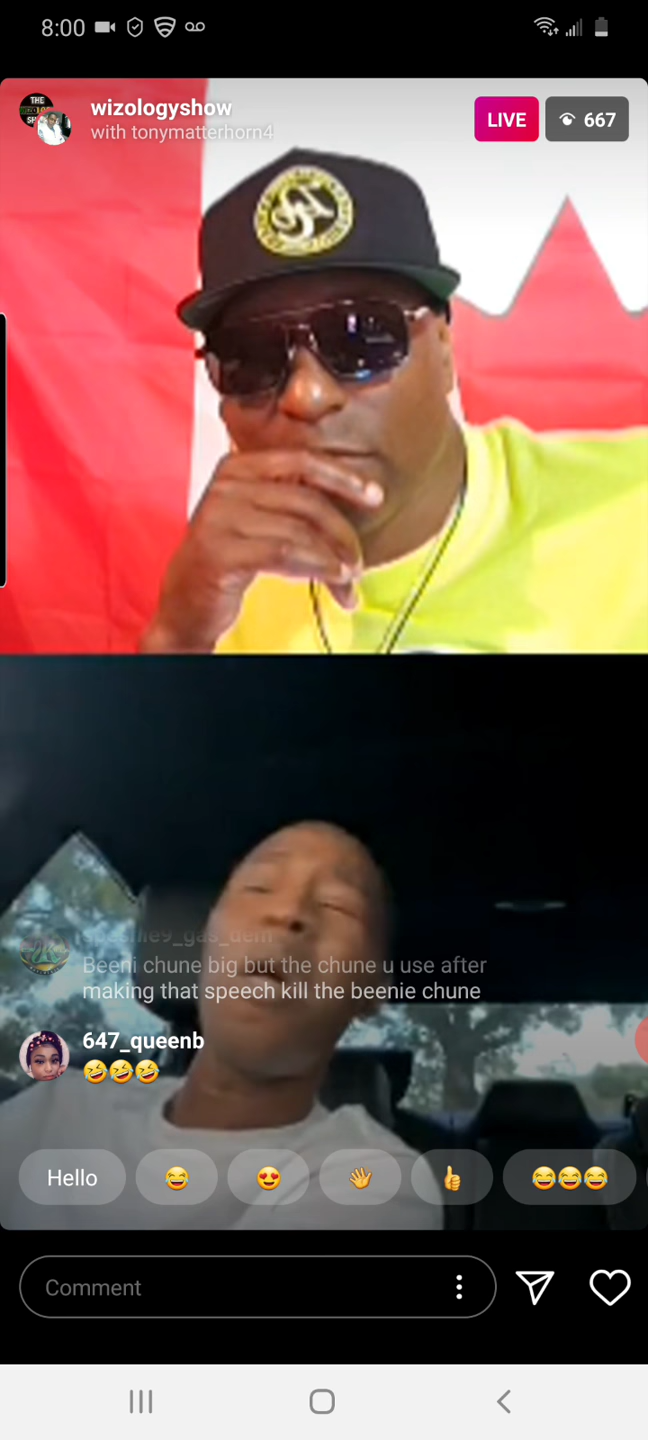 8:00
wizologyshow
with tonymatterhorn4
LIVE
667
Beeni chune big but the chune u use after
making that speech kill the beenie chune
647_queenb
🤣🤣🤣
Hello
😂 😍 👋 👍 😂😂😂
Comment